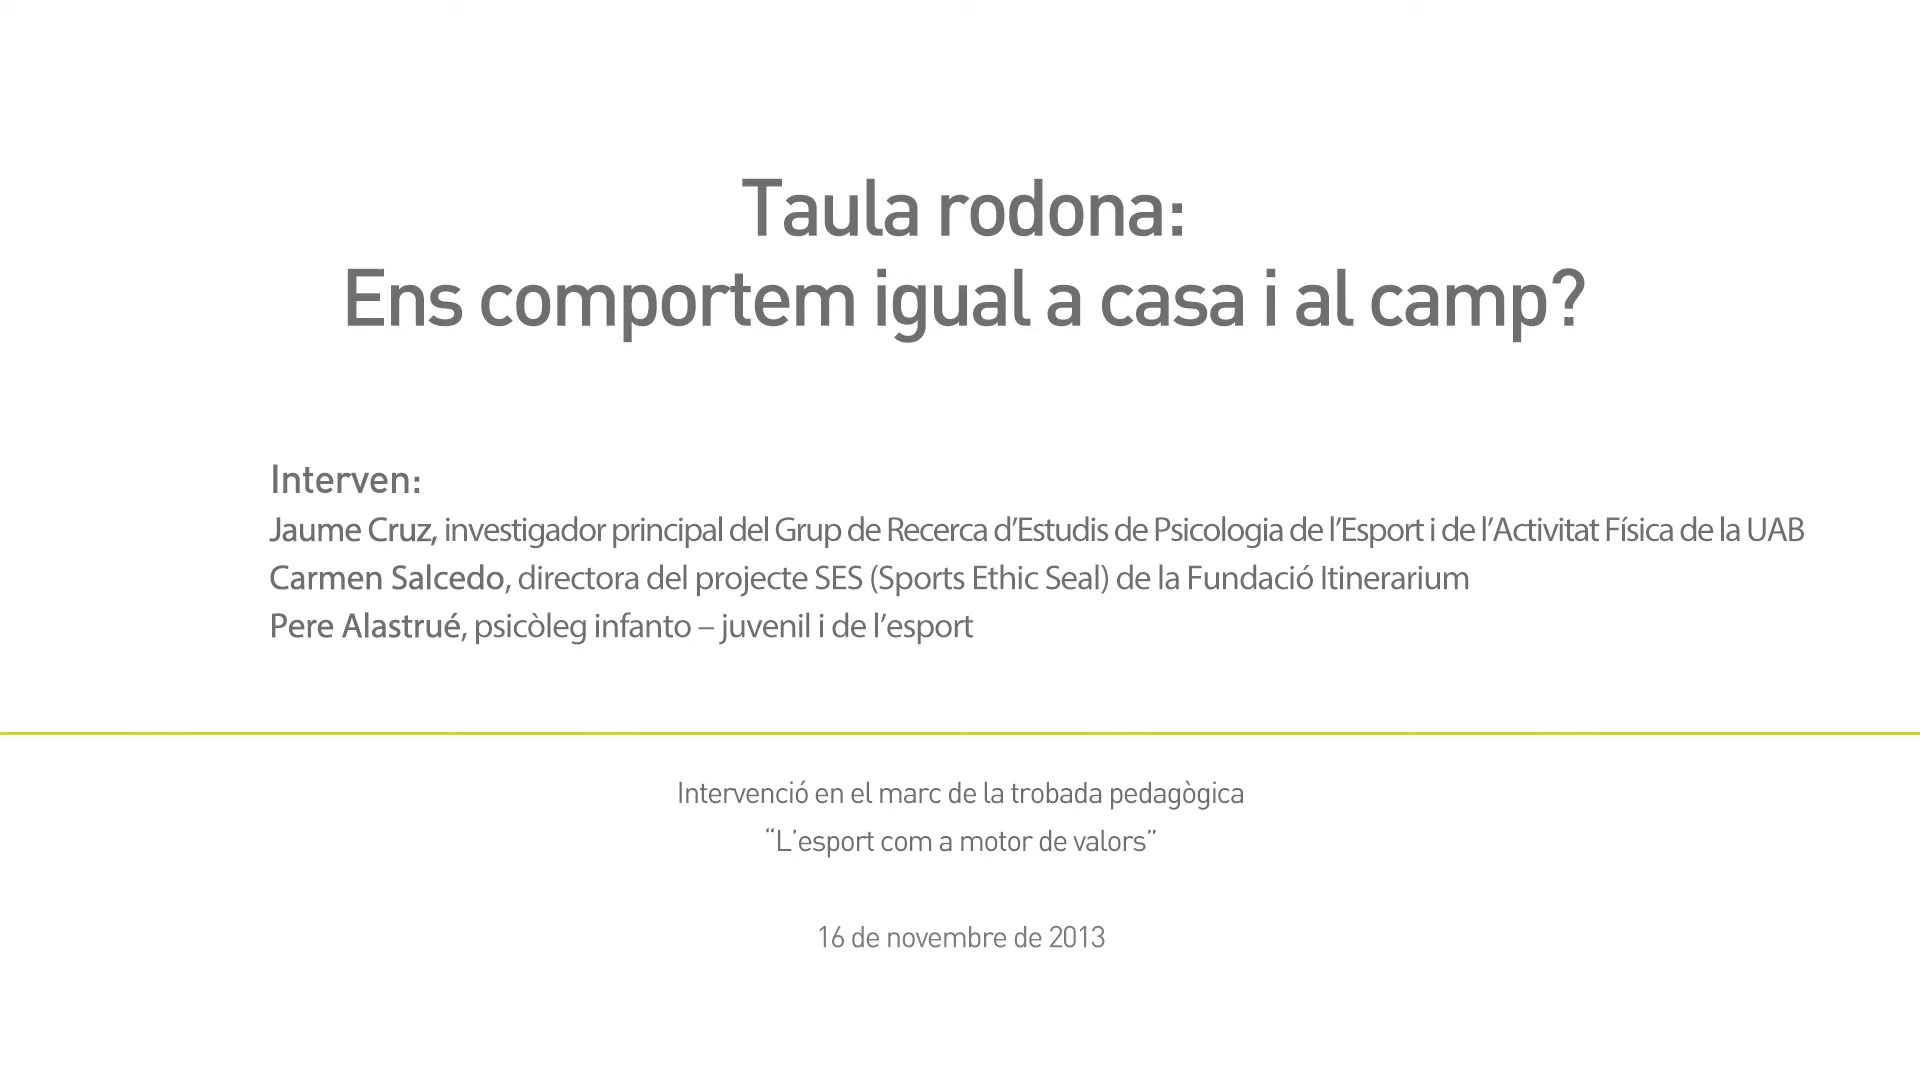 Taula rodona:
Ens comportem igual a casa i al camp?
Interven:
Jaume Cruz, investigador principal del Grup de Recerca d’Estudis de Psicologia de l’Esport i de l’Activitat Física de la UAB
Carmen Salcedo, directora del projecte SES (Sports Ethic Seal) de la Fundació Itinerarium
Pere Alastrué, psicòleg infanto – juvenil i de l’esport
Intervenció en el marc de la trobada pedagògica
“L’esport com a motor de valors”
16 de novembre de 2013